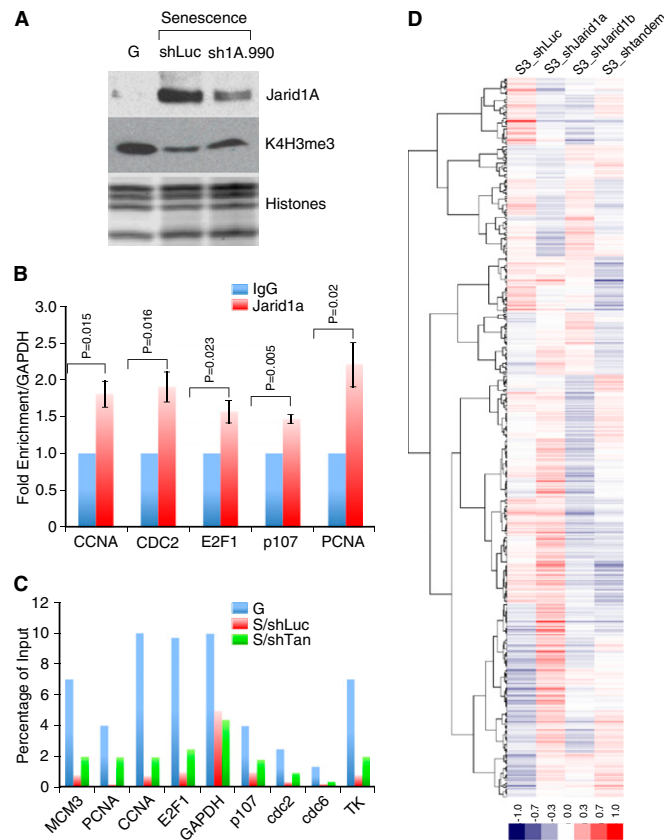 A
Senescence
G shLuc sh1A.990
Jarid1A
K4H3me3
Histones
B
IgG
Jarid1a
Fold Enrichment/GAPDH
3.0
2.5
2.0
1.5
1.0
0.5
0
P=0.015
P=0.016
P=0.023
P=0.005
P=0.02
CCNA CDC2 E2F1 p107 PCNA
C
G
S/shLuc
S/shTan
Percentage of Input
12
10
8
6
4
2
0
MCM3 PCNA CCNA E2F1 GAPDH p107 cdc2 cdc6 TK
D
S3_shLuc
S3_shJarid1a
S3_shJarid1b
S3_shtandem
-1.0 -0.7 -0.3 0.0 0.3 0.7 1.0